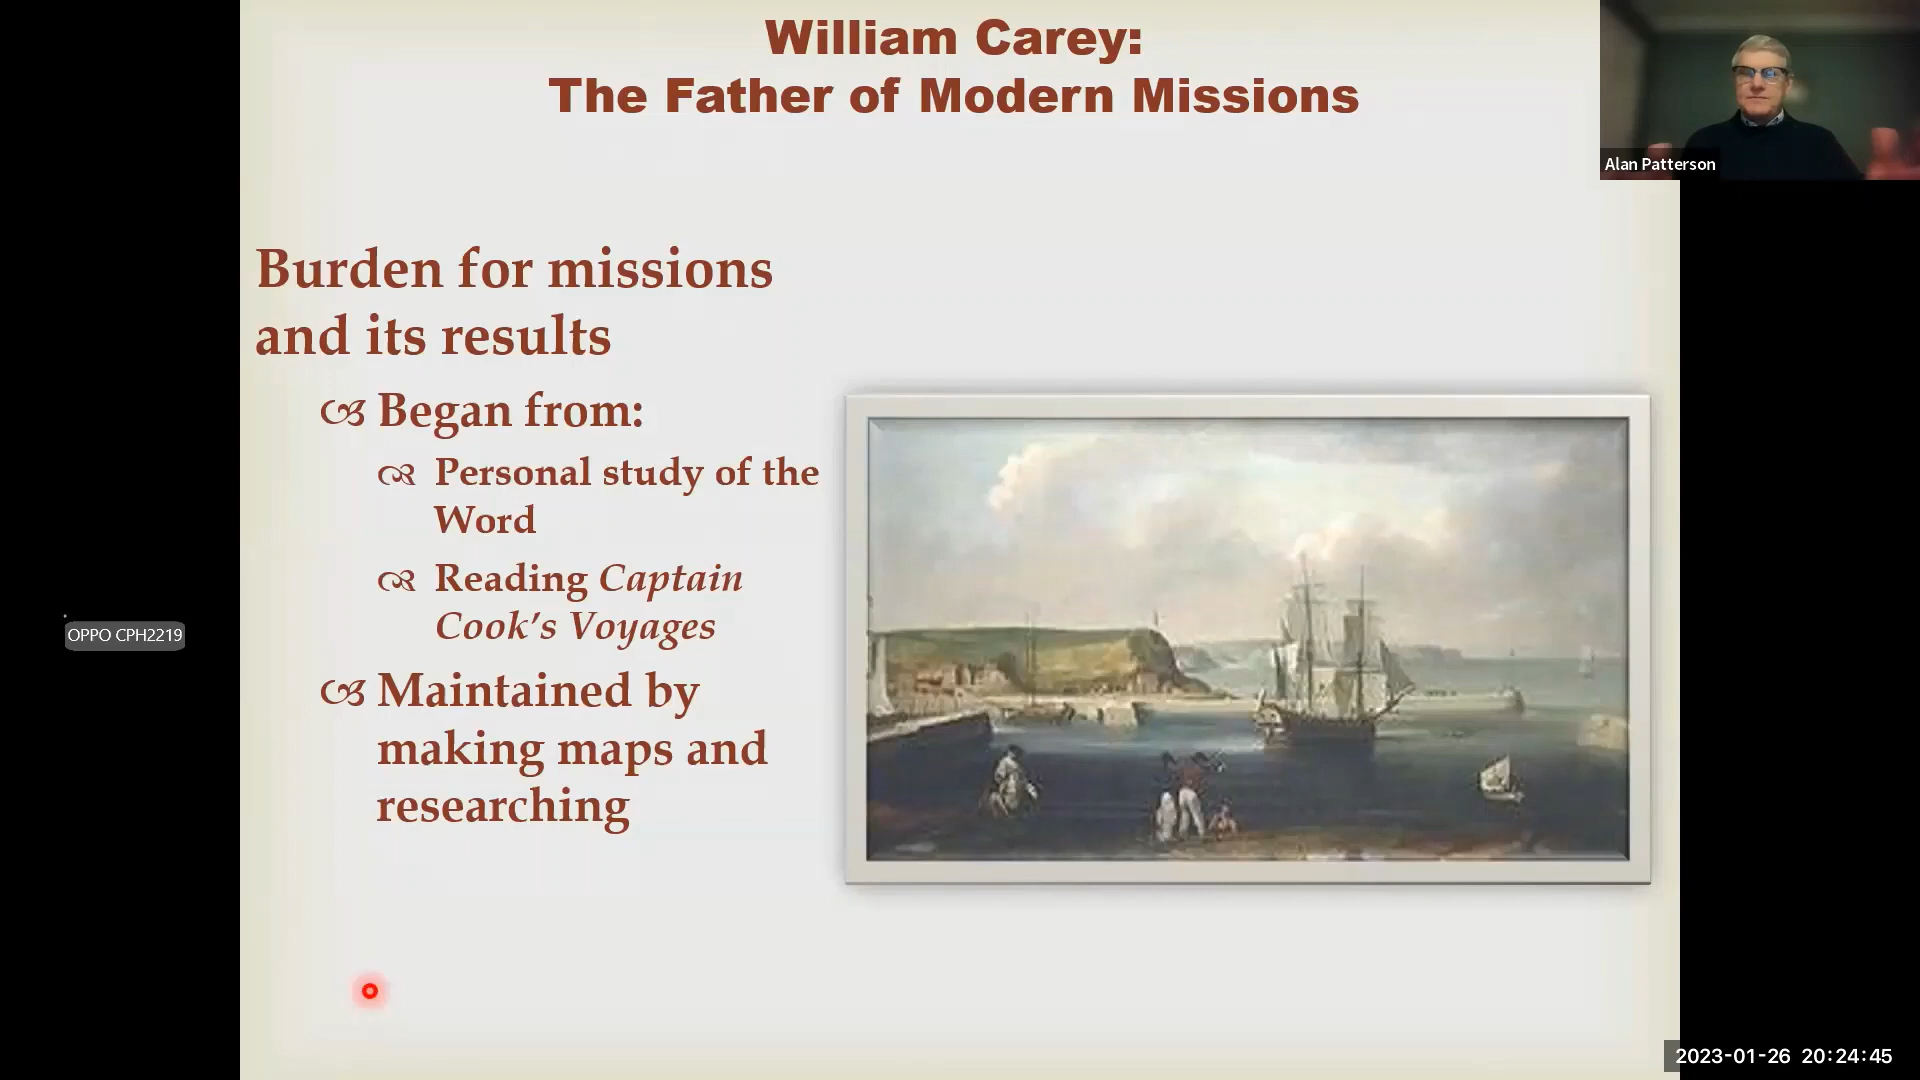 William Carey:
The Father of Modern Missions
Alan Patterson
Burden for missions
and its results
Began from:
Personal study of the
Word
Reading Captain
Cook’s Voyages
Maintained by
making maps and
researching
OPPO CPH2219
2023-01-26 20:24:45